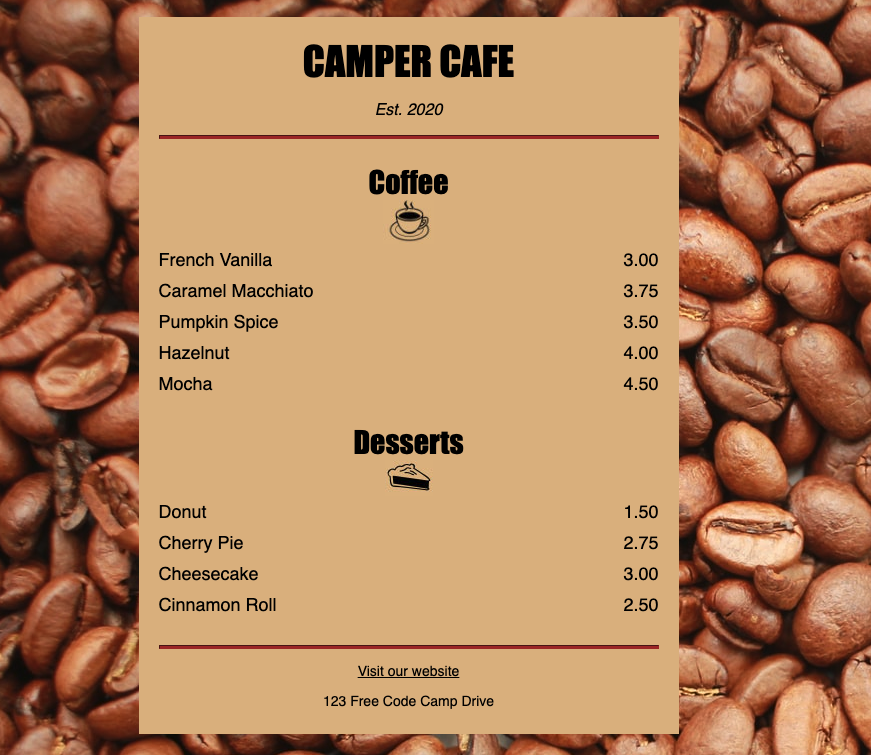 CAMPER CAFE
Est. 2020
Coffee
French Vanilla 3.00
Caramel Macchiato 3.75
Pumpkin Spice 3.50
Hazelnut 4.00
Mocha 4.50
Desserts
Donut 1.50
Cherry Pie 2.75
Cheesecake 3.00
Cinnamon Roll 2.50
Visit our website
123 Free Code Camp Drive